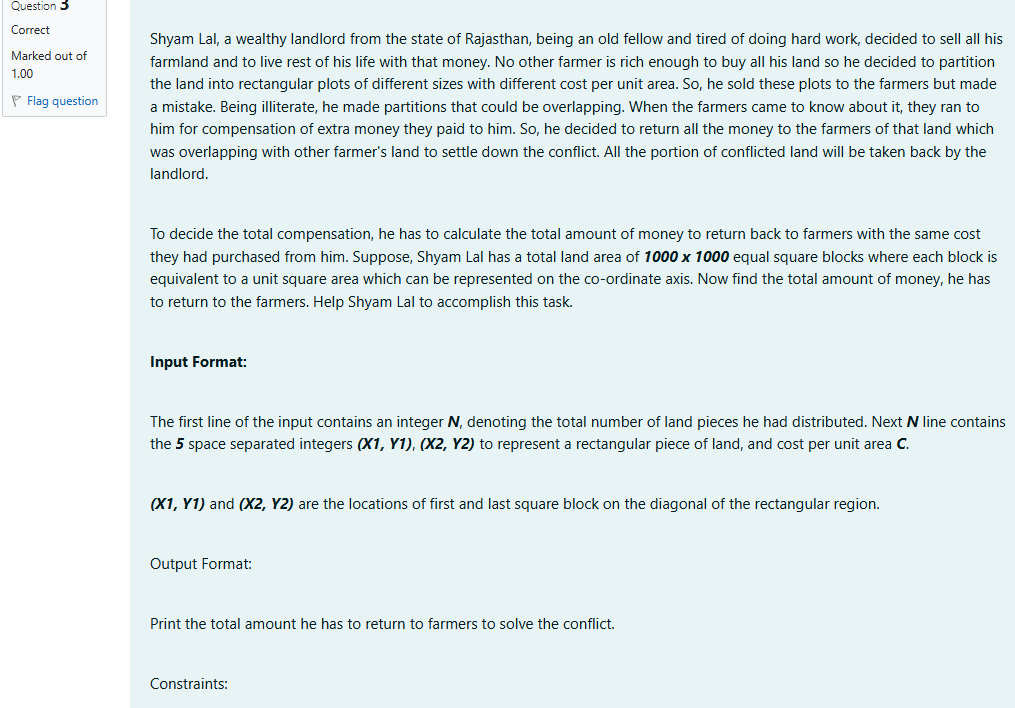 Question 3
Correct
Marked out of
1.00
Flag question
Shyam Lal, a wealthy landlord from the state of Rajasthan, being an old fellow and tired of doing hard work, decided to sell all his
farmland and to live rest of his life with that money. No other farmer is rich enough to buy all his land so he decided to partition
the land into rectangular plots of different sizes with different cost per unit area. So, he sold these plots to the farmers but made
a mistake. Being illiterate, he made partitions that could be overlapping. When the farmers came to know about it, they ran to
him for compensation of extra money they paid to him. So, he decided to return all the money to the farmers of that land which
was overlapping with other farmer's land to settle down the conflict. All the portion of conflicted land will be taken back by the
landlord.
To decide the total compensation, he has to calculate the total amount of money to return back to farmers with the same cost
they had purchased from him. Suppose, Shyam Lal has a total land area of 1000 x 1000 equal square blocks where each block is
equivalent to a unit square area which can be represented on the co-ordinate axis. Now find the total amount of money, he has
to return to the farmers. Help Shyam Lal to accomplish this task.
Input Format:
The first line of the input contains an integer N, denoting the total number of land pieces he had distributed. Next N line contains
the 5 space separated integers (X1, Y1), (X2, Y2) to represent a rectangular piece of land, and cost per unit area C.
(X1, Y1) and (X2, Y2) are the locations of first and last square block on the diagonal of the rectangular region.
Output Format:
Print the total amount he has to return to farmers to solve the conflict.
Constraints: